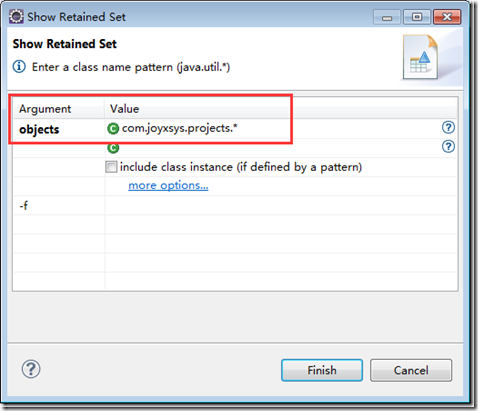 Show Retained Set
Show Retained Set
Enter a class name pattern (java.util.*)
Argument Value
objects com.joyxsys.projects.*
include class instance (if defined by a pattern)
more options...
-f
Finish Cancel